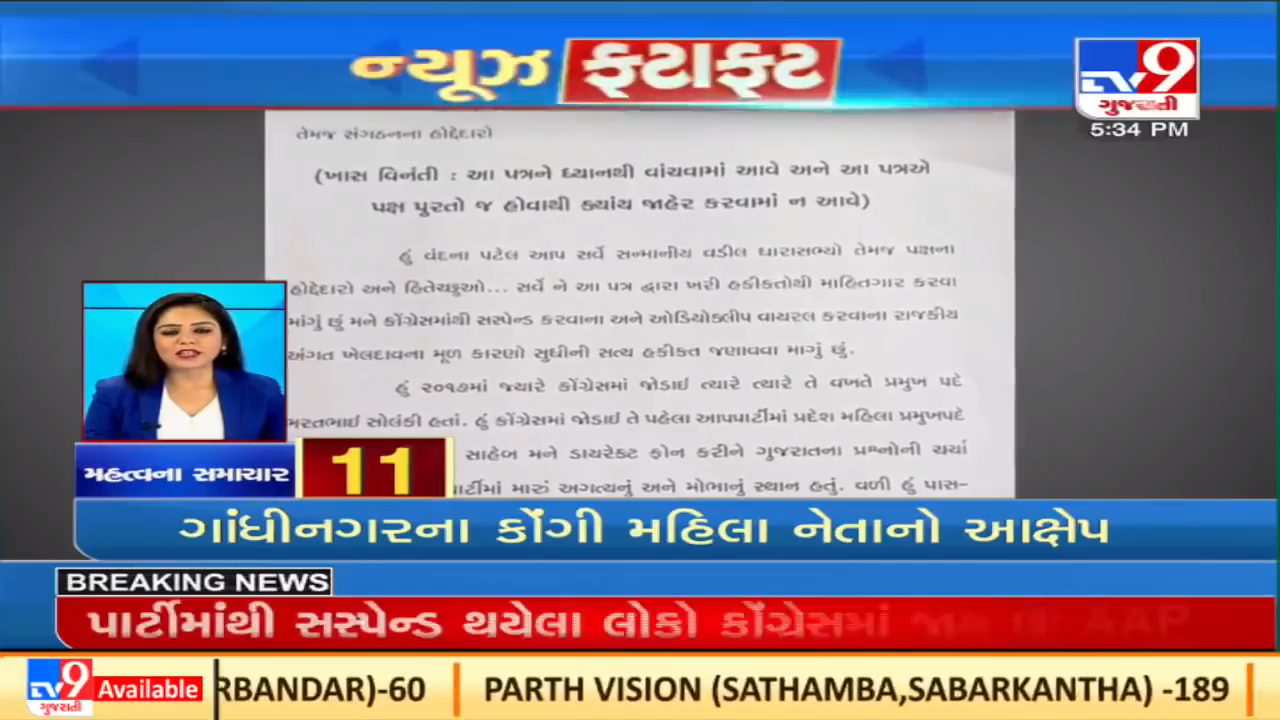 ન્યૂઝ ફટાફટ
TV9
ગુજરાતી
5:34 PM
તેમજ સંગઠનના હોદ્દેદારો
(ખાસ વિનંતી : આ પત્રને ધ્યાનથી વાંચવામાં આવે અને આ પત્રએ
પક્ષ પુરતો જ હોવાથી ક્યાંય જાહેર કરવામાં ન આવે)
હું વંદના પટેલ આપ સર્વે સન્માનીય વડીલ ધારાસભ્યો તેમજ પક્ષના
હોદ્દેદારો અને હિતેચ્છુઓ... સર્વે ને આ પત્ર દ્વારા ખરી હકીકતોથી માહિતગાર કરવા
માંગું છું મને કોંગ્રેસમાંથી સસ્પેન્ડ કરવાના અને ઓડિયોક્લીપ વાયરલ કરવાના રાજકીય
અંગત ખેલદાવના મૂળ કારણો સુધીની સત્ય હકીકત જણાવવા માગું છું.
હું ૨૦૧૭માં જ્યારે કોંગ્રેસમાં જોડાઈ ત્યારે ત્યારે તે વખતે પ્રમુખ પદે
ભરતભાઈ સોલંકી હતાં. હું કોંગ્રેસમાં જોડાઈ તે પહેલા આપપાર્ટીમાં પ્રદેશ મહિલા પ્રમુખપદે
સાહેબ મને ડાયરેક્ટ ફોન કરીને ગુજરાતના પ્રશ્નોની ચર્ચા
પાર્ટીમાં મારું અગત્યનું અને મોભાનું સ્થાન હતું. વળી હું પાસ-
મહત્વના સમાચાર 11
ગાંધીનગરના કોંગી મહિલા નેતાનો આક્ષેપ
BREAKING NEWS
પાર્ટીમાંથી સસ્પેન્ડ થયેલા લોકો કોંગ્રેસમાં AAP
TV9 ગુજરાતી Available RBANDAR)-60 PARTH VISION (SATHAMBA,SABARKANTHA) -189